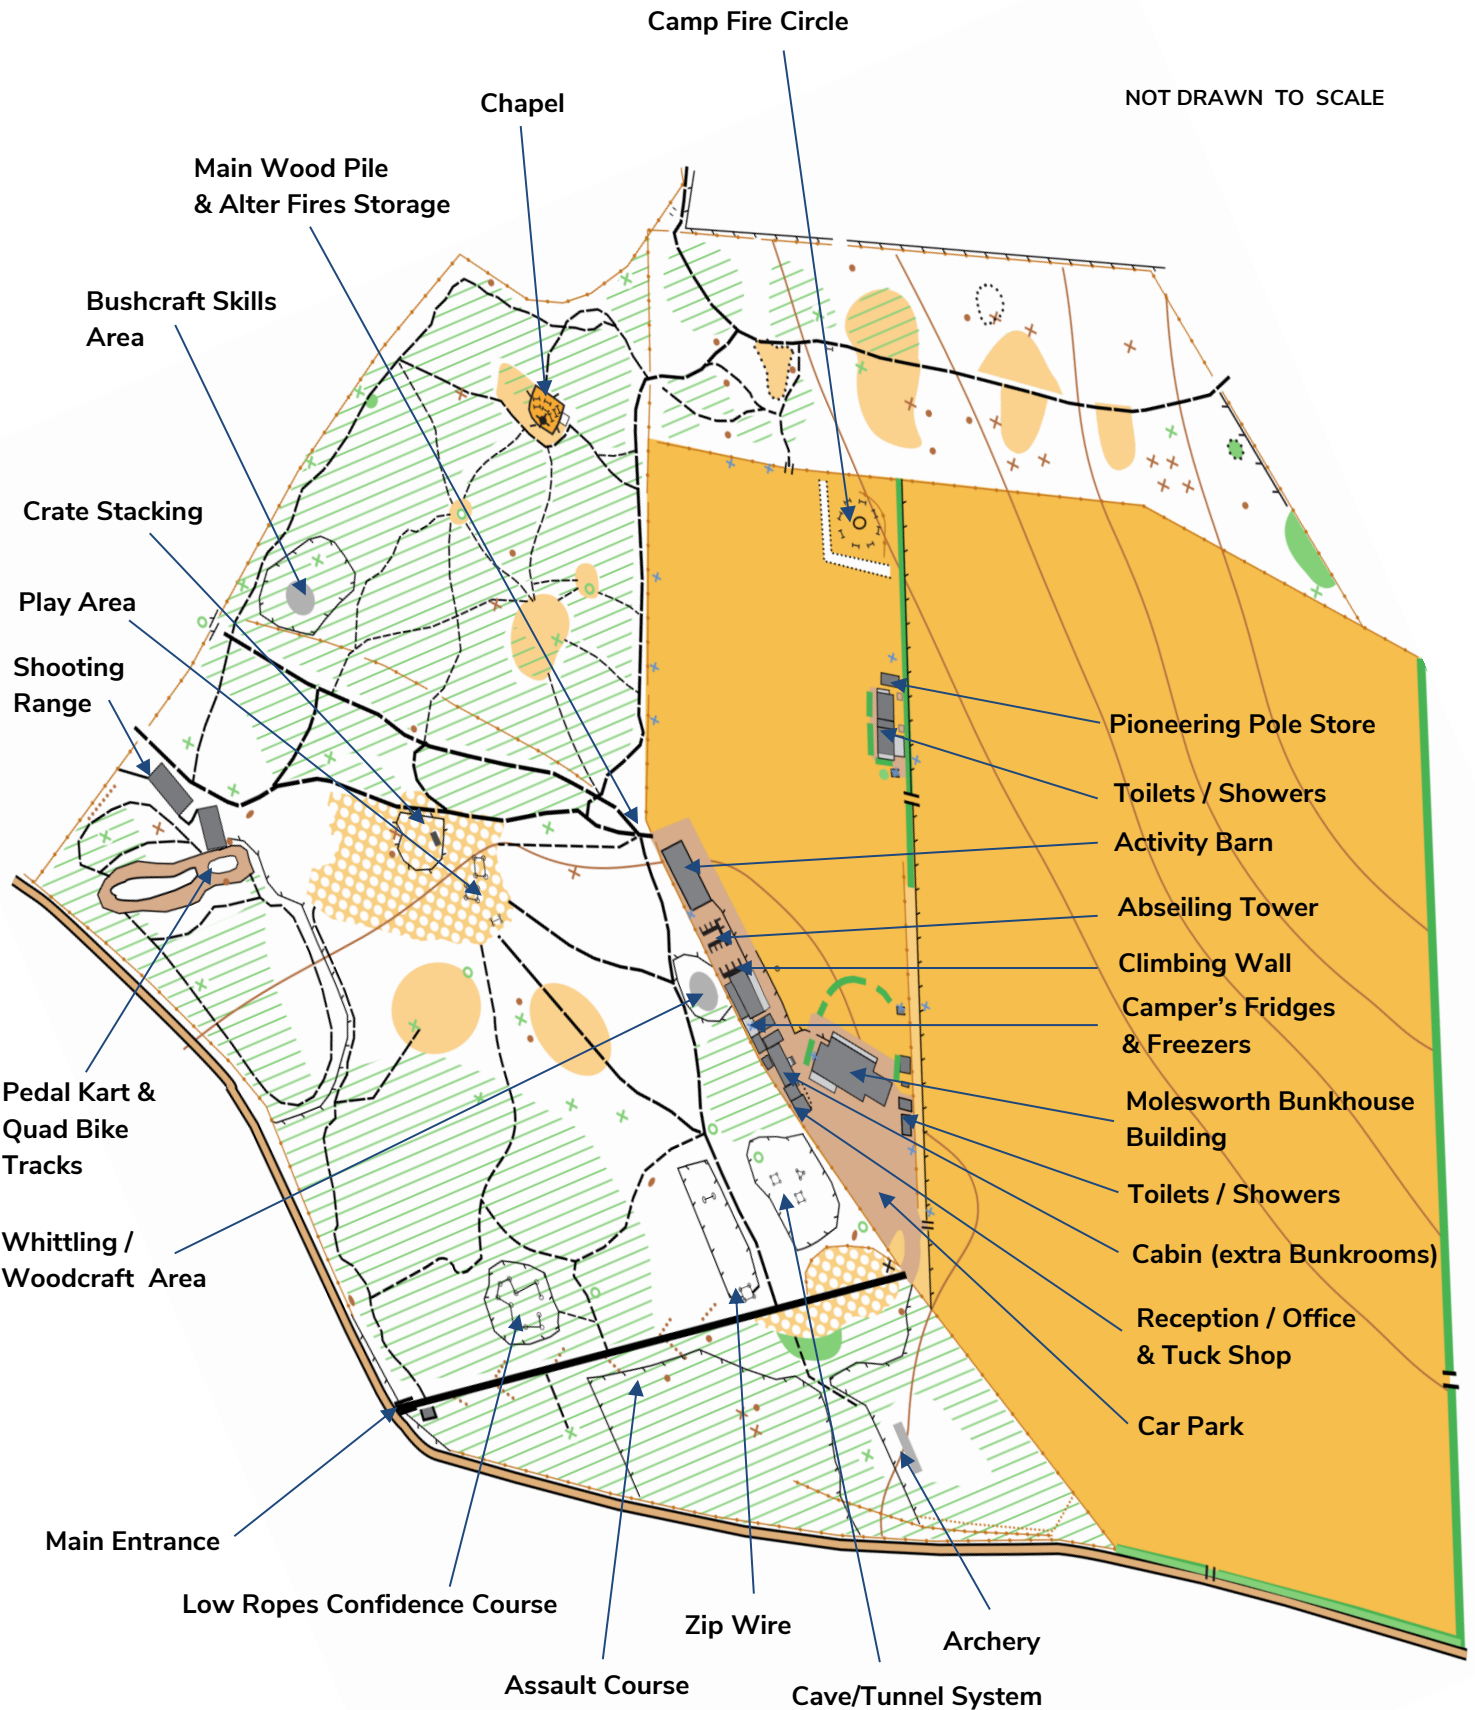 Camp Fire Circle
NOT DRAWN TO SCALE
Chapel
Main Wood Pile
& Alter Fires Storage
Bushcraft Skills
Area
Crate Stacking
Play Area
Shooting
Range
Pioneering Pole Store
Toilets / Showers
Activity Barn
Abseiling Tower
Climbing Wall
Camper's Fridges
& Freezers
Molesworth Bunkhouse
Building
Toilets / Showers
Cabin (extra Bunkrooms)
Reception / Office
& Tuck Shop
Car Park
Pedal Kart &
Quad Bike
Tracks
Whittling /
Woodcraft Area
Main Entrance
Low Ropes Confidence Course
Zip Wire
Archery
Assault Course
Cave/Tunnel System